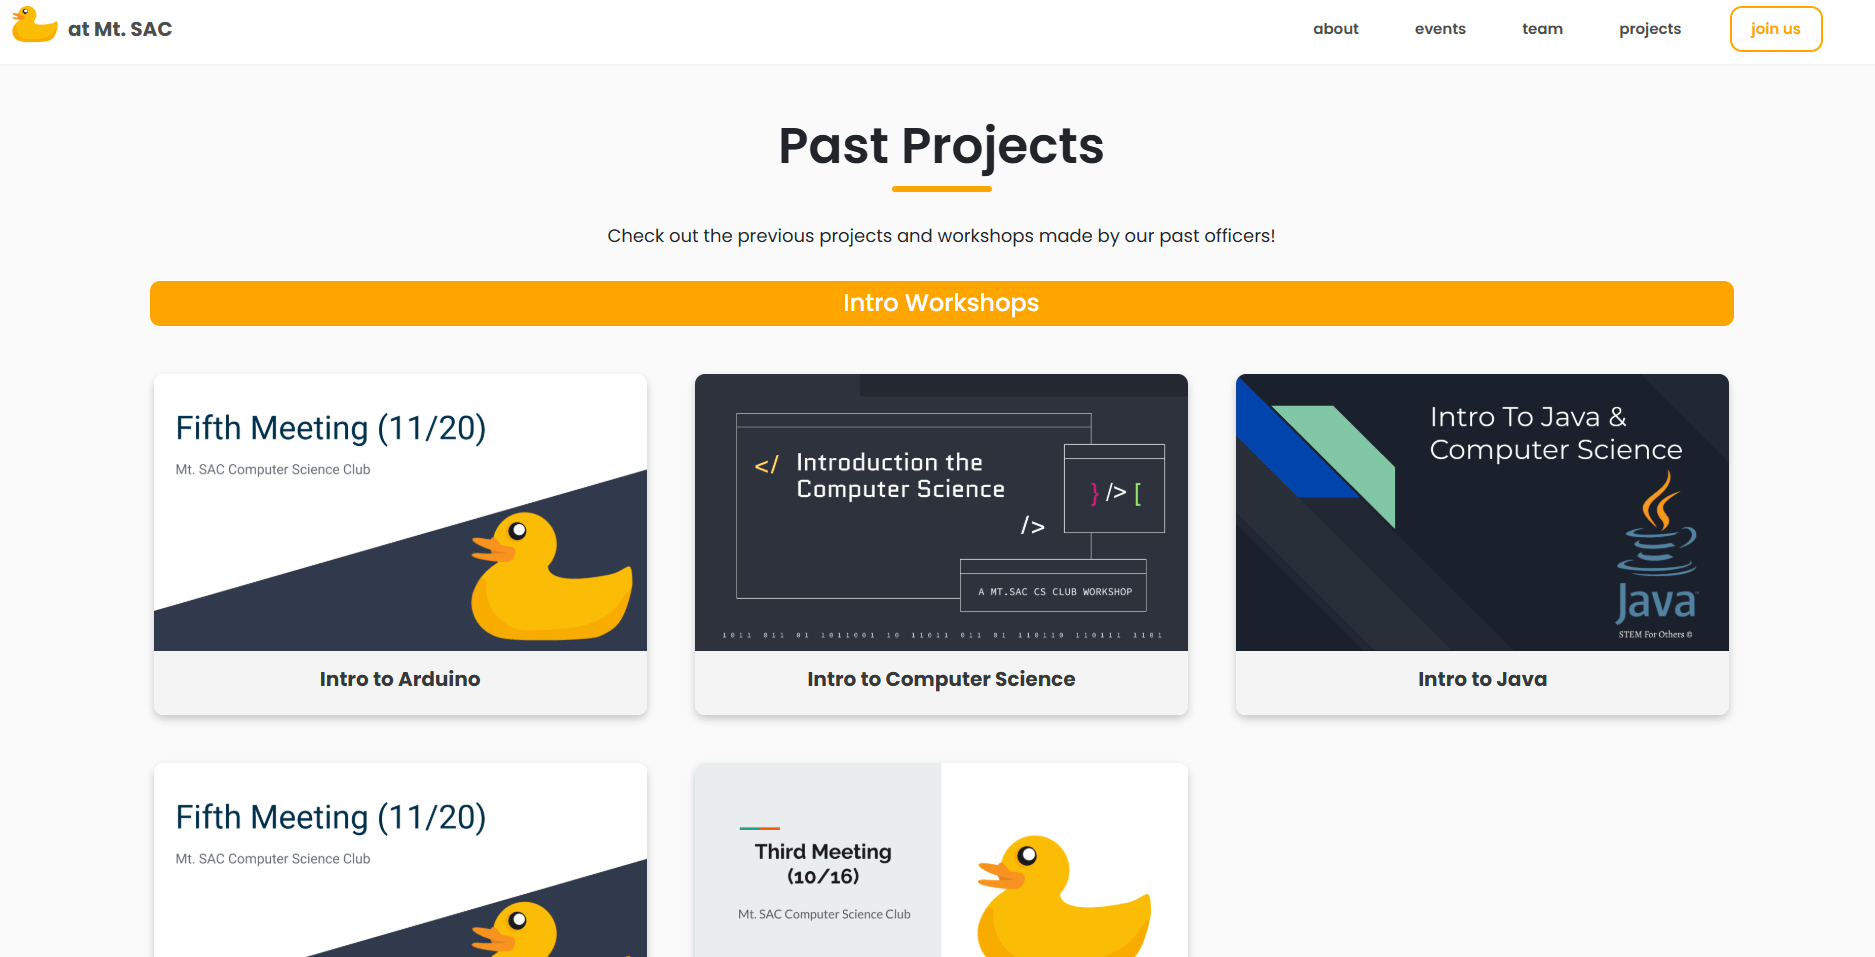 at Mt. SAC
about
events
team
projects
join us
Past Projects
Check out the previous projects and workshops made by our past officers!
Intro Workshops
Fifth Meeting (11/20)
Mt. SAC Computer Science Club
Intro to Arduino
</ Introduction the
Computer Science
/>
}/>[
A MT.SAC CS CLUB WORKSHOP
1011 011 01 1011001 10 11011 011 01 110110 110111 1101
Intro to Computer Science
Intro To Java &
Computer Science
Java™
STEM For Others ©
Intro to Java
Fifth Meeting (11/20)
Mt. SAC Computer Science Club
Third Meeting
(10/16)
Mt. SAC Computer Science Club